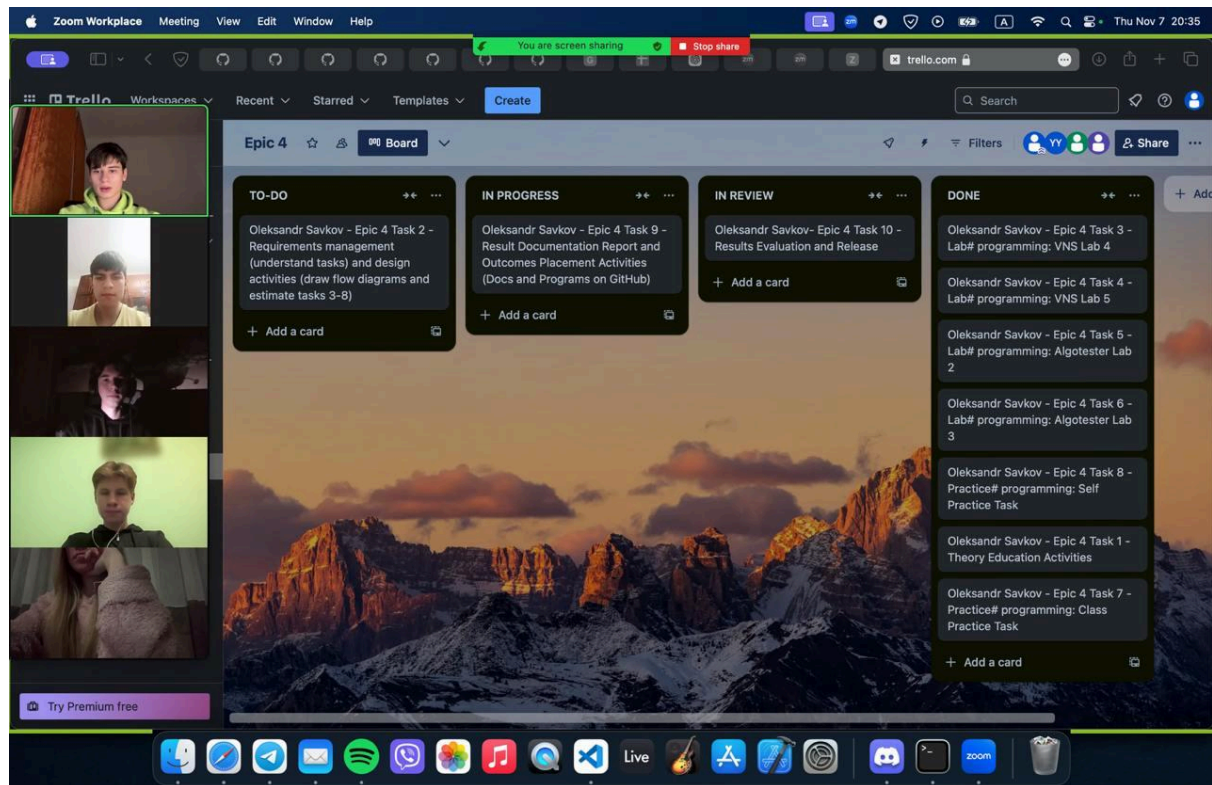 Zoom Workplace Meeting View Edit Window Help
A
Thu Nov 7 20:35
You are screen sharing
Stop share
zm
zm
Z
trello.com
Trello Workspaces Recent Starred Templates Create
Search
Epic 4
Board
Filters
YY
Share
TO-DO
Oleksandr Savkov - Epic 4 Task 2 -
Requirements management
(understand tasks) and design
activities (draw flow diagrams and
estimate tasks 3-8)
+ Add a card
IN PROGRESS
Oleksandr Savkov - Epic 4 Task 9 -
Result Documentation Report and
Outcomes Placement Activities
(Docs and Programs on GitHub)
+ Add a card
IN REVIEW
Oleksandr Savkov- Epic 4 Task 10 -
Results Evaluation and Release
+ Add a card
DONE
Oleksandr Savkov - Epic 4 Task 3 -
Lab# programming: VNS Lab 4
Oleksandr Savkov - Epic 4 Task 4 -
Lab# programming: VNS Lab 5
Oleksandr Savkov - Epic 4 Task 5 -
Lab# programming: Algotester Lab
2
Oleksandr Savkov - Epic 4 Task 6 -
Lab# programming: Algotester Lab
3
Oleksandr Savkov - Epic 4 Task 8 -
Practice# programming: Self
Practice Task
Oleksandr Savkov - Epic 4 Task 1 -
Theory Education Activities
Oleksandr Savkov - Epic 4 Task 7 -
Practice# programming: Class
Practice Task
+ Add a card
+ Add
Try Premium free
Live
zoom